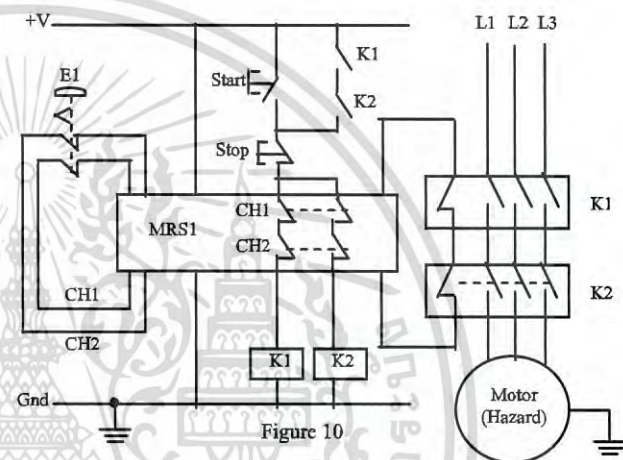 +V
L1 L2 L3
E1
K1
Start
K2
Stop
CH1
MRS1
K1
CH2
K2
CH1
CH2
K1 K2
Gnd
Motor
(Hazard)
Figure 10